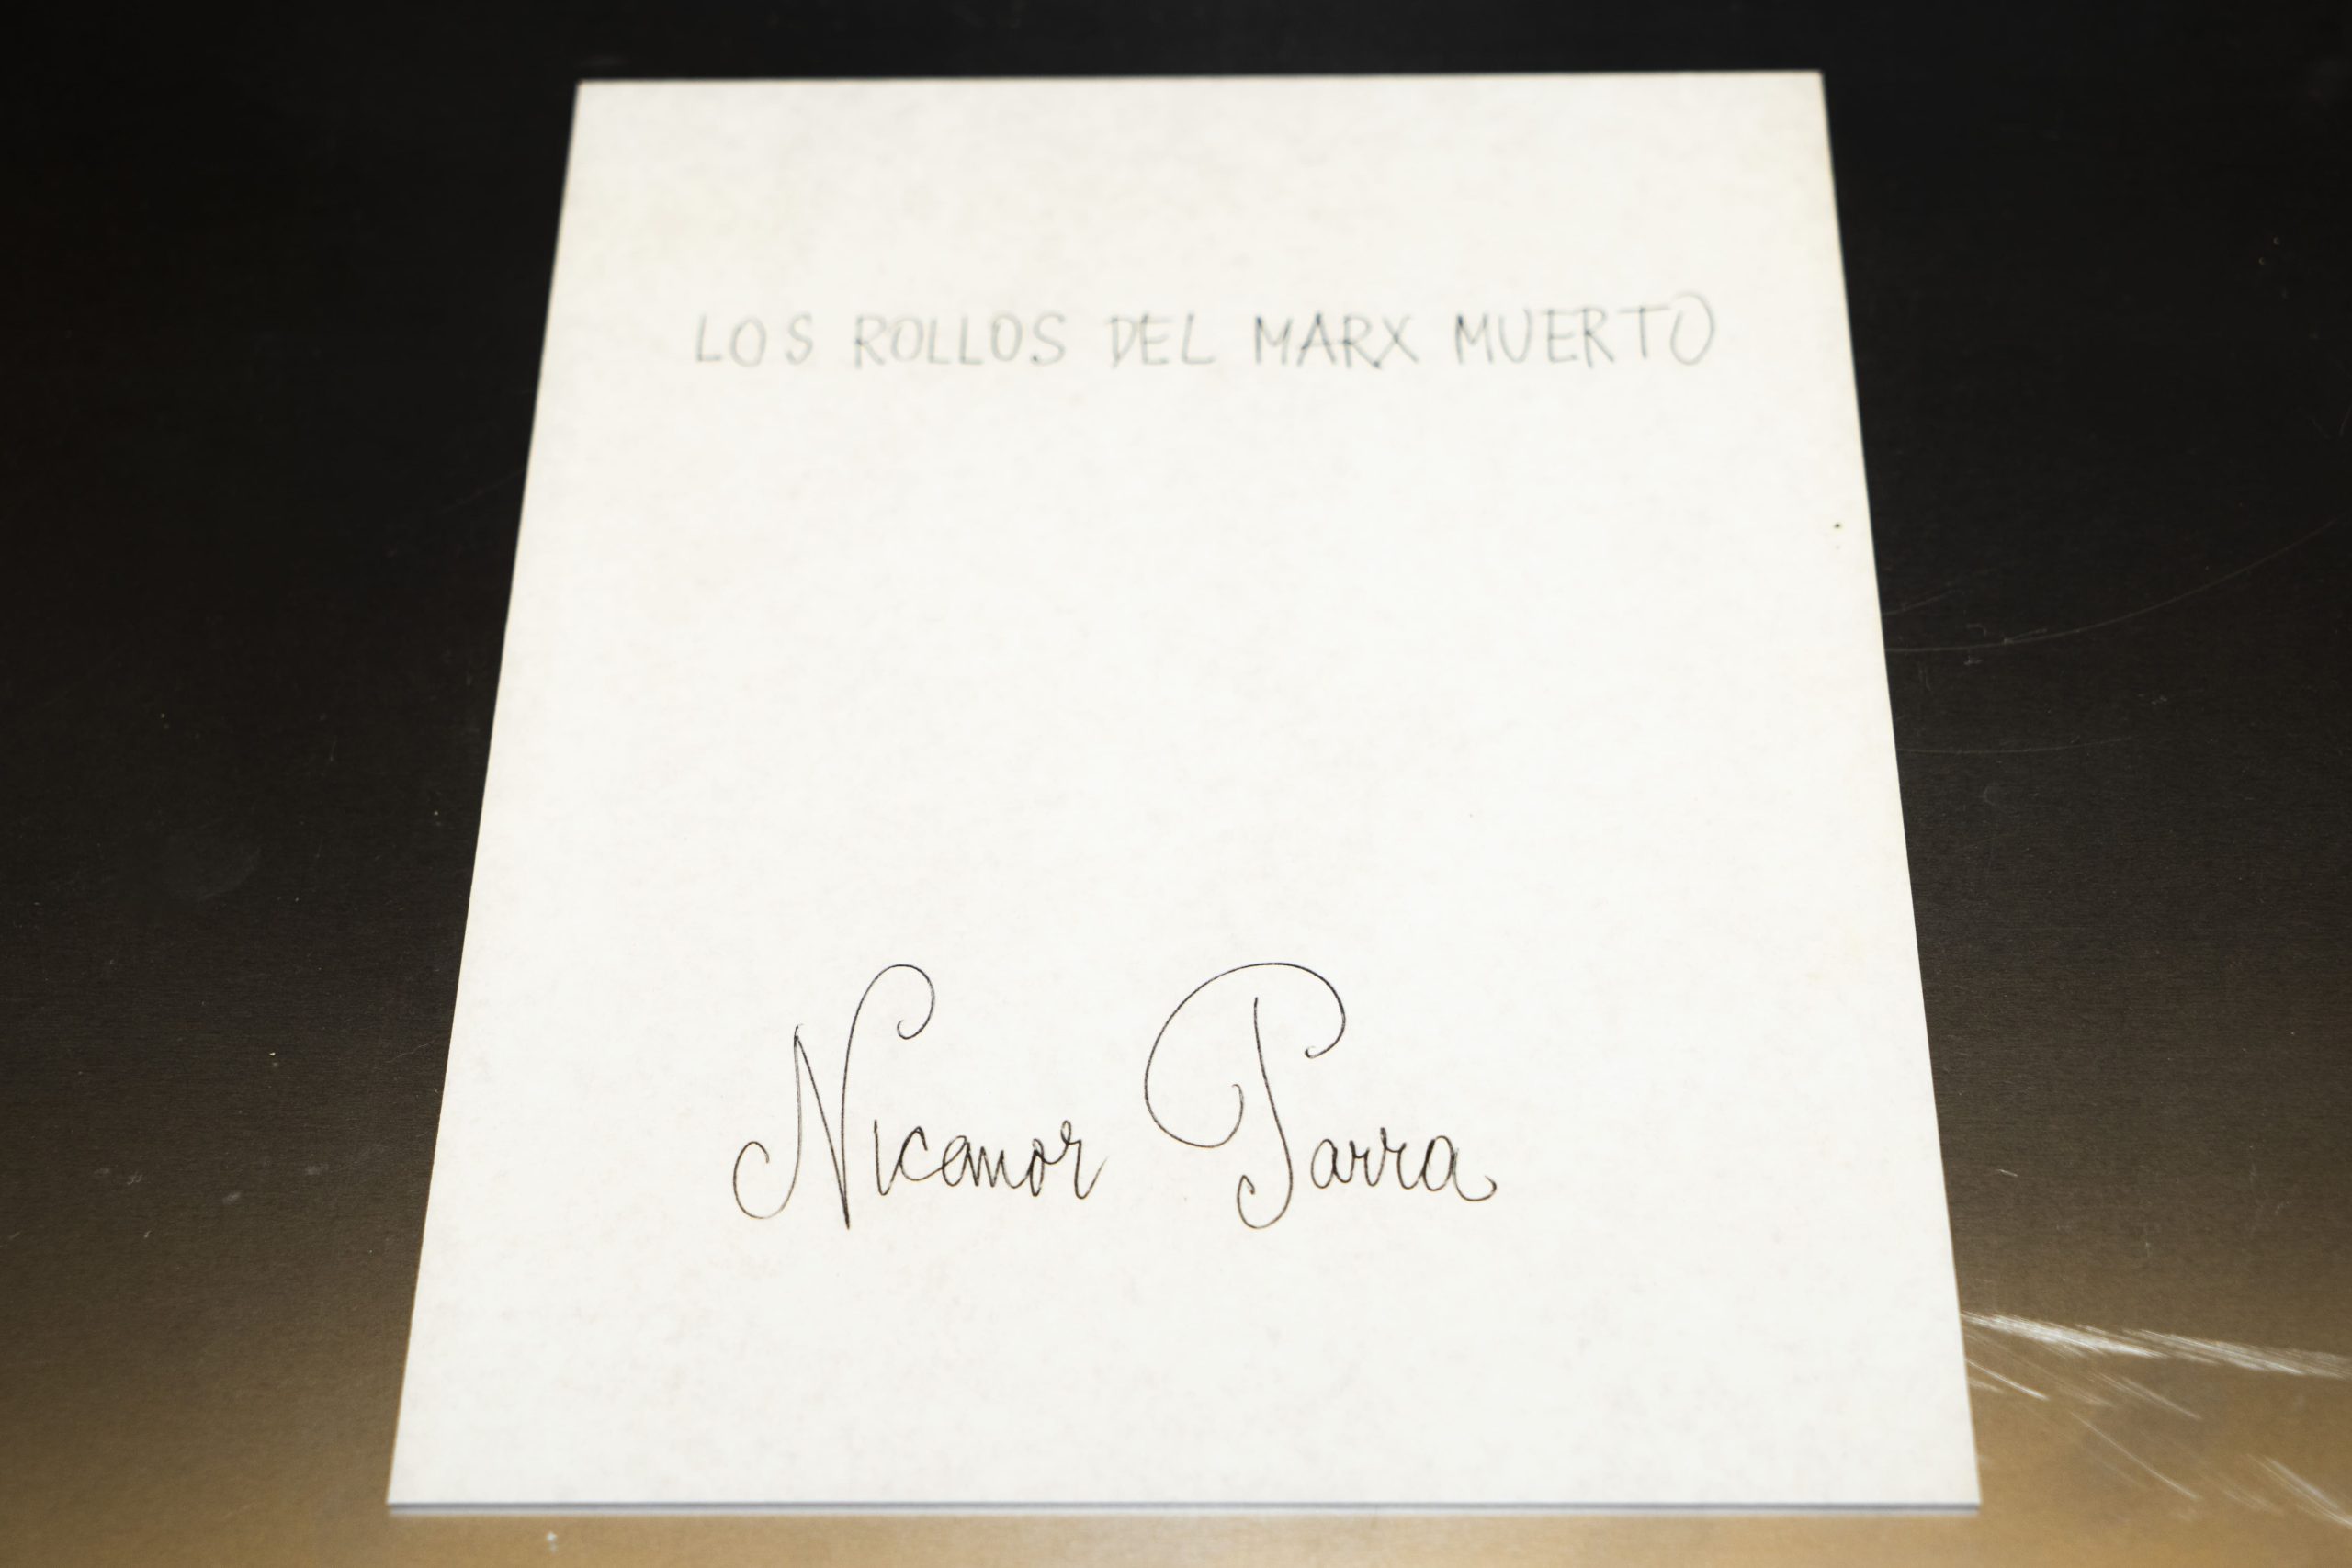 LOS ROLLOS DEL MARX MUERTO
Nicanor Parra